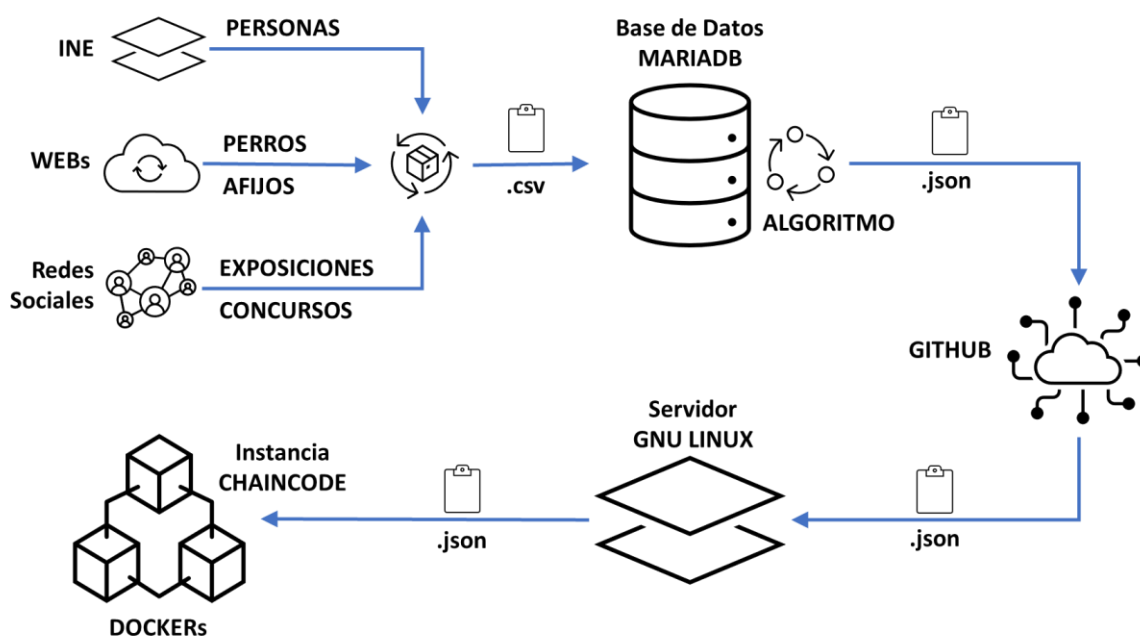 INE
PERSONAS
WEBs
PERROS
AFIJOS
Redes
Sociales
EXPOSICIONES
CONCURSOS
.csv
Base de Datos
MARIADB
ALGORITMO
.json
GITHUB
.json
Servidor
GNU LINUX
.json
Instancia
CHAINCODE
DOCKERs